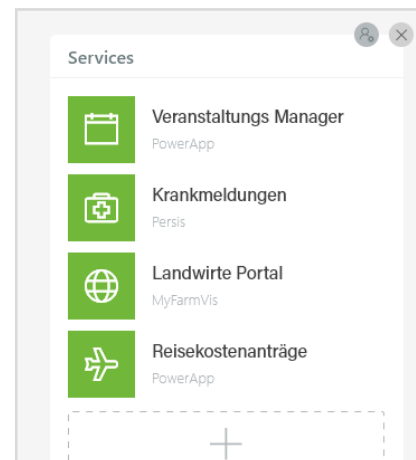 Services
Veranstaltungs Manager
PowerApp
Krankmeldungen
Persis
Landwirte Portal
MyFarmVis
Reisekostenanträge
PowerApp